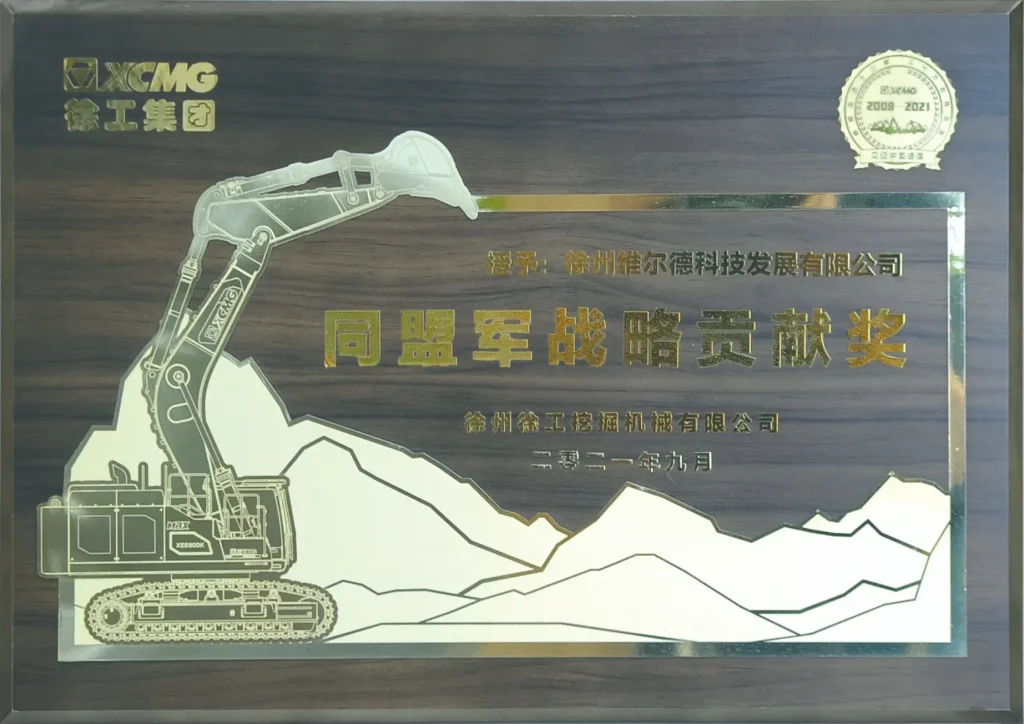 XCMG
徐工集团
XCMG
2008 2021
授予：徐州维尔德科技发展有限公司
同盟军战略贡献奖
徐州徐工挖掘机械有限公司
二零二一年九月
XCMG
MAX